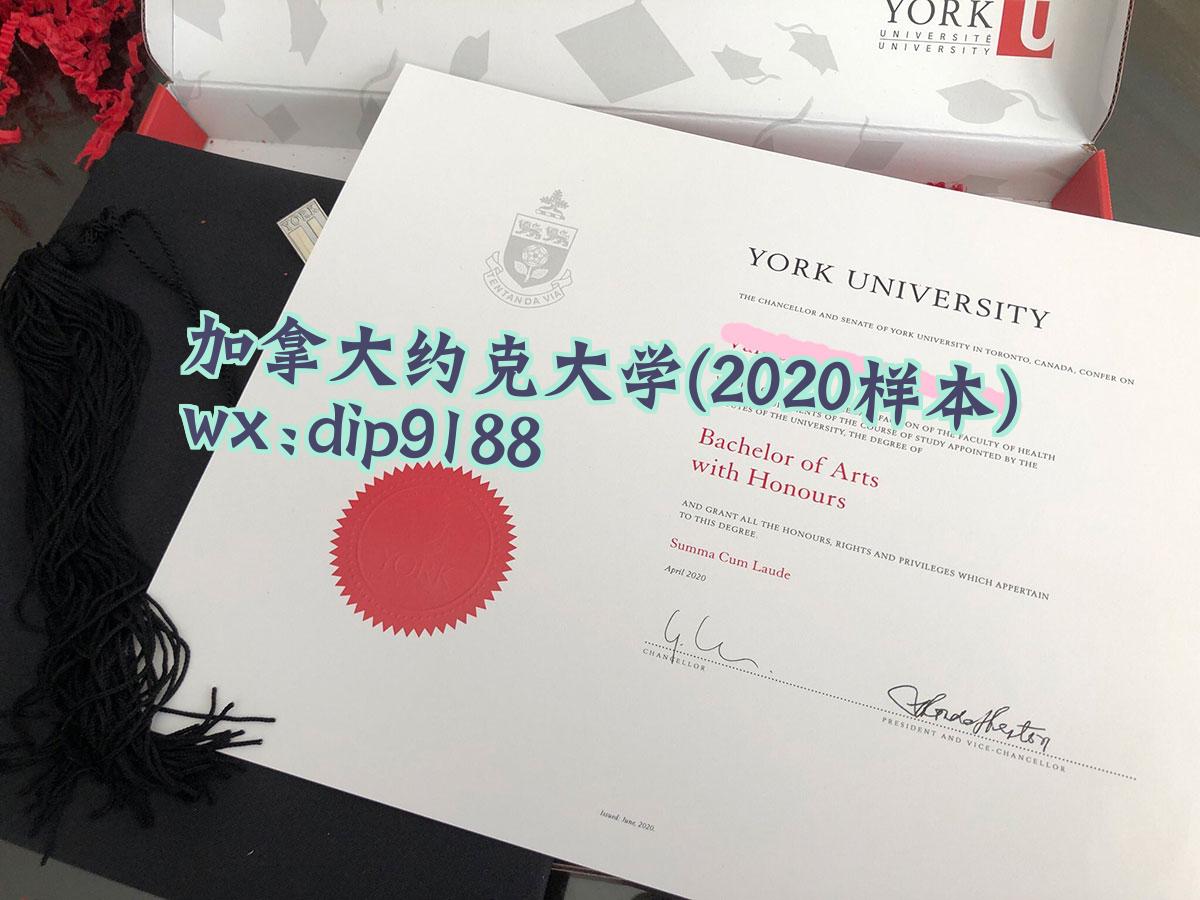 YORK
UNIVERSITÉ
UNIVERSITY
U
YORK
TENTANDA VIA
YORK UNIVERSITY
THE CHANCELLOR AND SENATE OF YORK UNIVERSITY IN TORONTO, CANADA, CONFER ON
加拿大约克大学(2020样本)
wx:dip9188
OF THE FACULTY OF HEALTH
OF THE COURSE OF STUDY APPOINTED BY THE
OF THE UNIVERSITY, THE DEGREE OF
Bachelor of Arts
with Honours
AND GRANT ALL THE HONOURS, RIGHTS AND PRIVILEGES WHICH APPERTAIN
TO THIS DEGREE.
Summa Cum Laude
April 2020
YORK
CHANCELLOR
PRESIDENT AND VICE-CHANCELLOR
Issued: June, 2020.